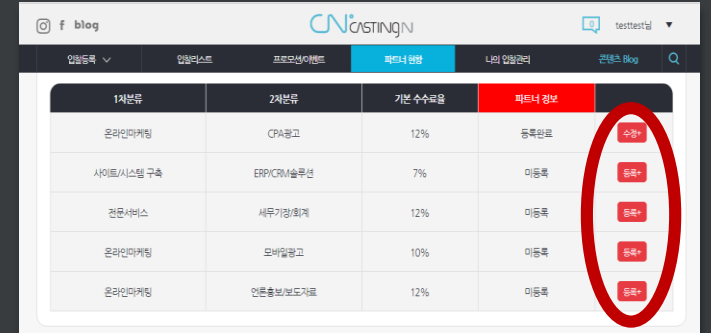 f blog CNCASTINGN 0 testtest님 ▼
입찰등록 입찰리스트 프로모션/이벤트 파트너 현황 나의 입찰관리 콘텐츠 Blog
1차분류 2차분류 기본 수수료율 파트너 정보
온라인마케팅 CPA광고 12% 등록완료 수정+
사이트/시스템 구축 ERP/CRM솔루션 7% 미등록 등록+
전문서비스 세무기장/회계 12% 미등록 등록+
온라인마케팅 모바일광고 10% 미등록 등록+
온라인마케팅 언론홍보/보도자료 12% 미등록 등록+